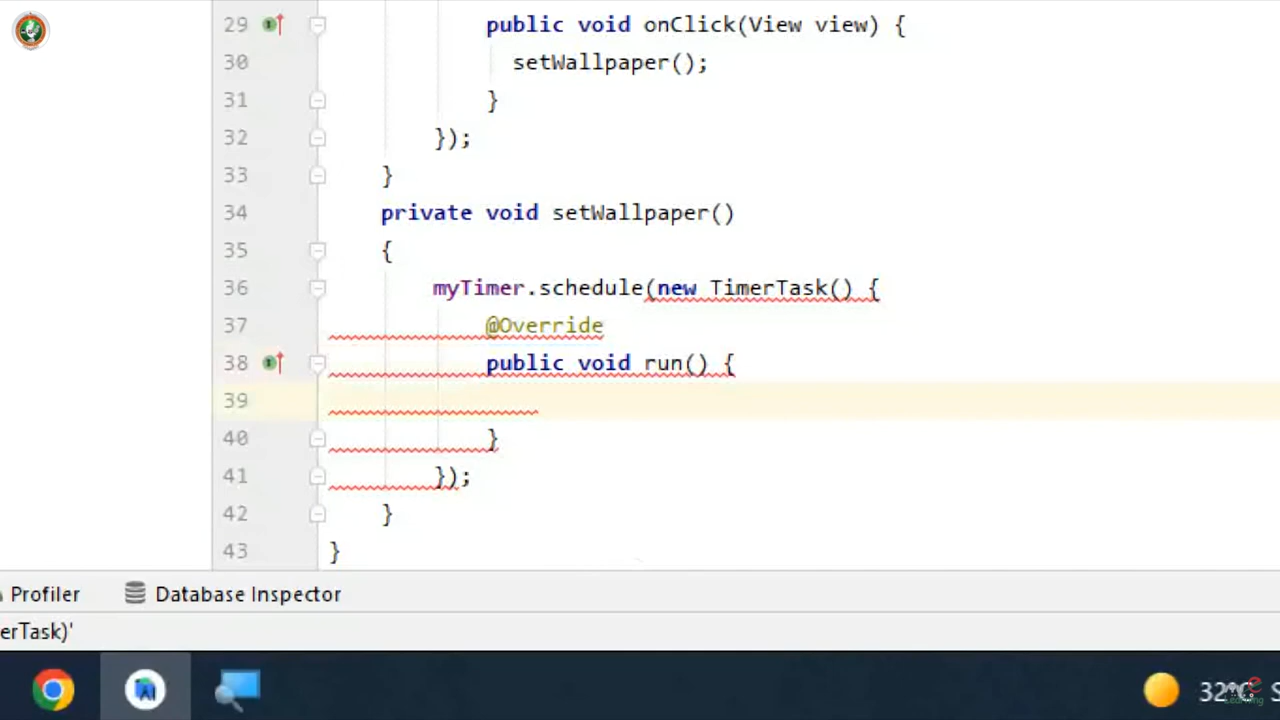 29 public void onClick(View view) {
30 setWallpaper();
31 }
32 });
33 }
34 private void setWallpaper()
35 {
36 myTimer.schedule(new TimerTask() {
37 @Override
38 public void run() {
39
40 }
41 });
42 }
43 }
Profiler Database Inspector
erTask)'
32°C S